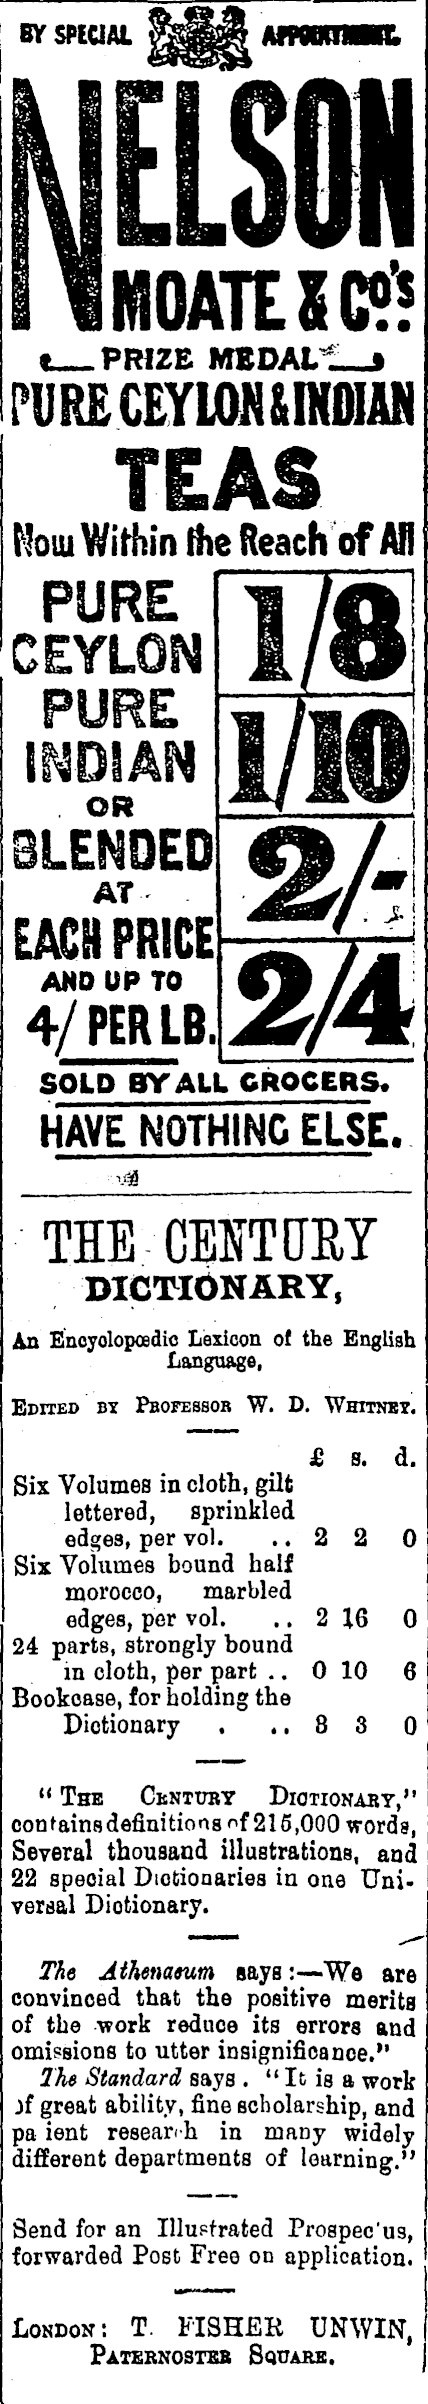 BY SPECIAL APPOINTMENT.
NELSON
MOATE & Co's.
PRIZE MEDAL
PURE CEYLON & INDIAN
TEAS
Now Within the Reach of All
PURE
CEYLON
PURE
INDIAN
OR
BLENDED
AT
EACH PRICE
AND UP TO
4/ PER LB.
1/8
1/10
2/-
2/4
SOLD BY ALL GROCERS.
HAVE NOTHING ELSE.
THE CENTURY
DICTIONARY,
An Encyclopœdic Lexicon of the English
Language,
EDITED BY PROFESSOR W. D. WHITNEY.
£ s. d.
Six Volumes in cloth, gilt
lettered, sprinkled
edges, per vol. .. 2 2 0
Six Volumes bound half
morocco, marbled
edges, per vol. .. 2 16 0
24 parts, strongly bound
in cloth, per part .. 0 10 6
Bookcase, for holding the
Dictionary . .. 3 3 0
"THE CENTURY DICTIONARY,"
contains definitions of 215,000 words,
Several thousand illustrations, and
22 special Dictionaries in one Uni-
versal Dictionary.
The Athenaeum says:—We are
convinced that the positive merits
of the work reduce its errors and
omissions to utter insignificance."
The Standard says. "It is a work
of great ability, fine scholarship, and
pa ient research in many widely
different departments of learning."
Send for an Illustrated Prospec'us,
forwarded Post Free on application.
LONDON: T. FISHER UNWIN,
PATERNOSTER SQUARE.